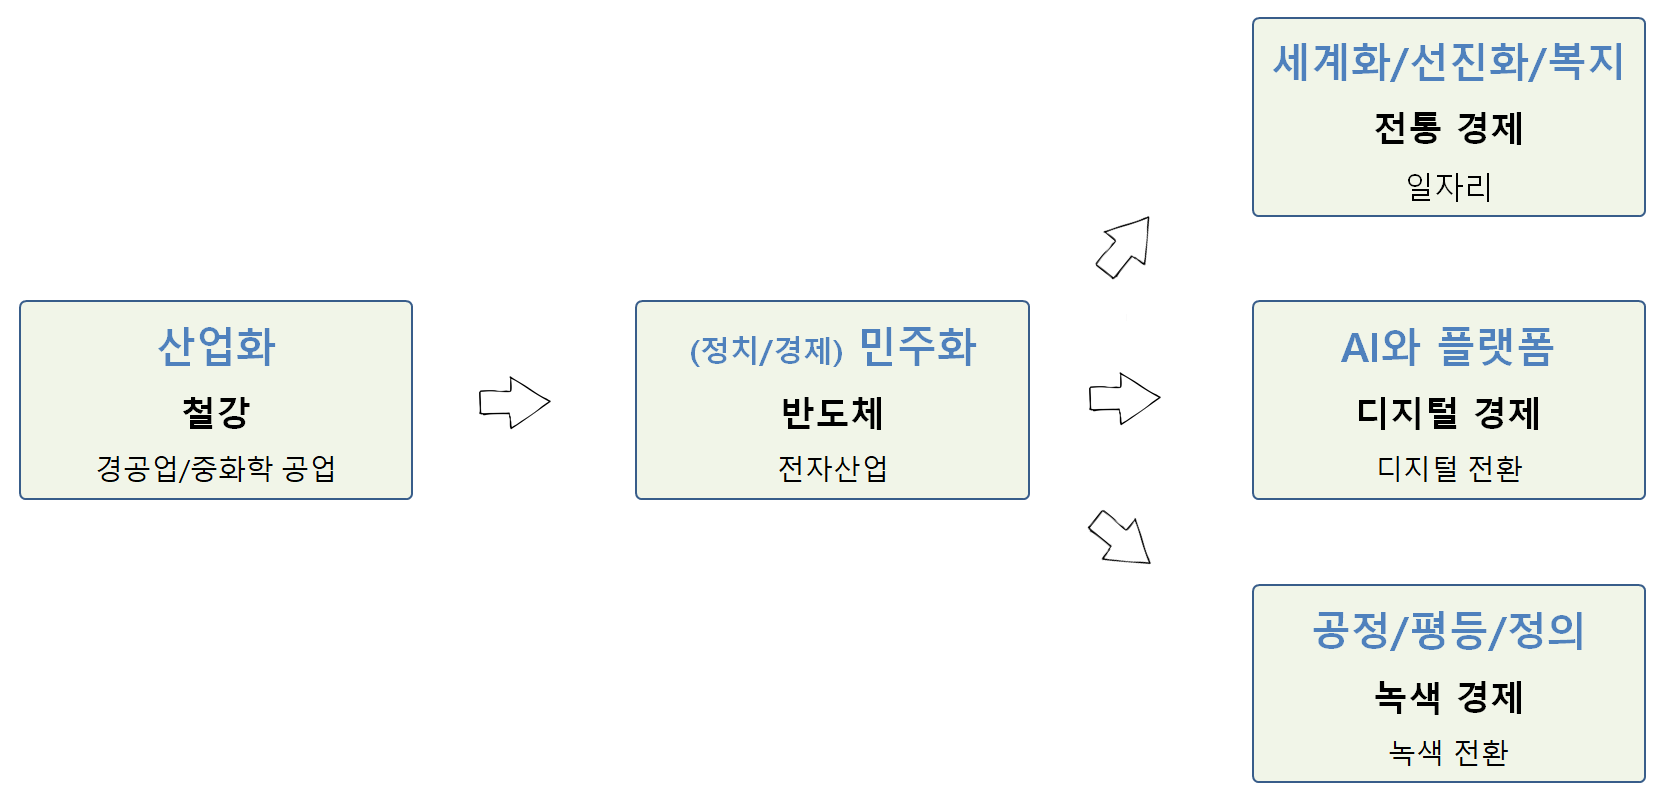 산업화
철강
경공업/중화학 공업
(정치/경제) 민주화
반도체
전자산업
세계화/선진화/복지
전통 경제
일자리
AI와 플랫폼
디지털 경제
디지털 전환
공정/평등/정의
녹색 경제
녹색 전환